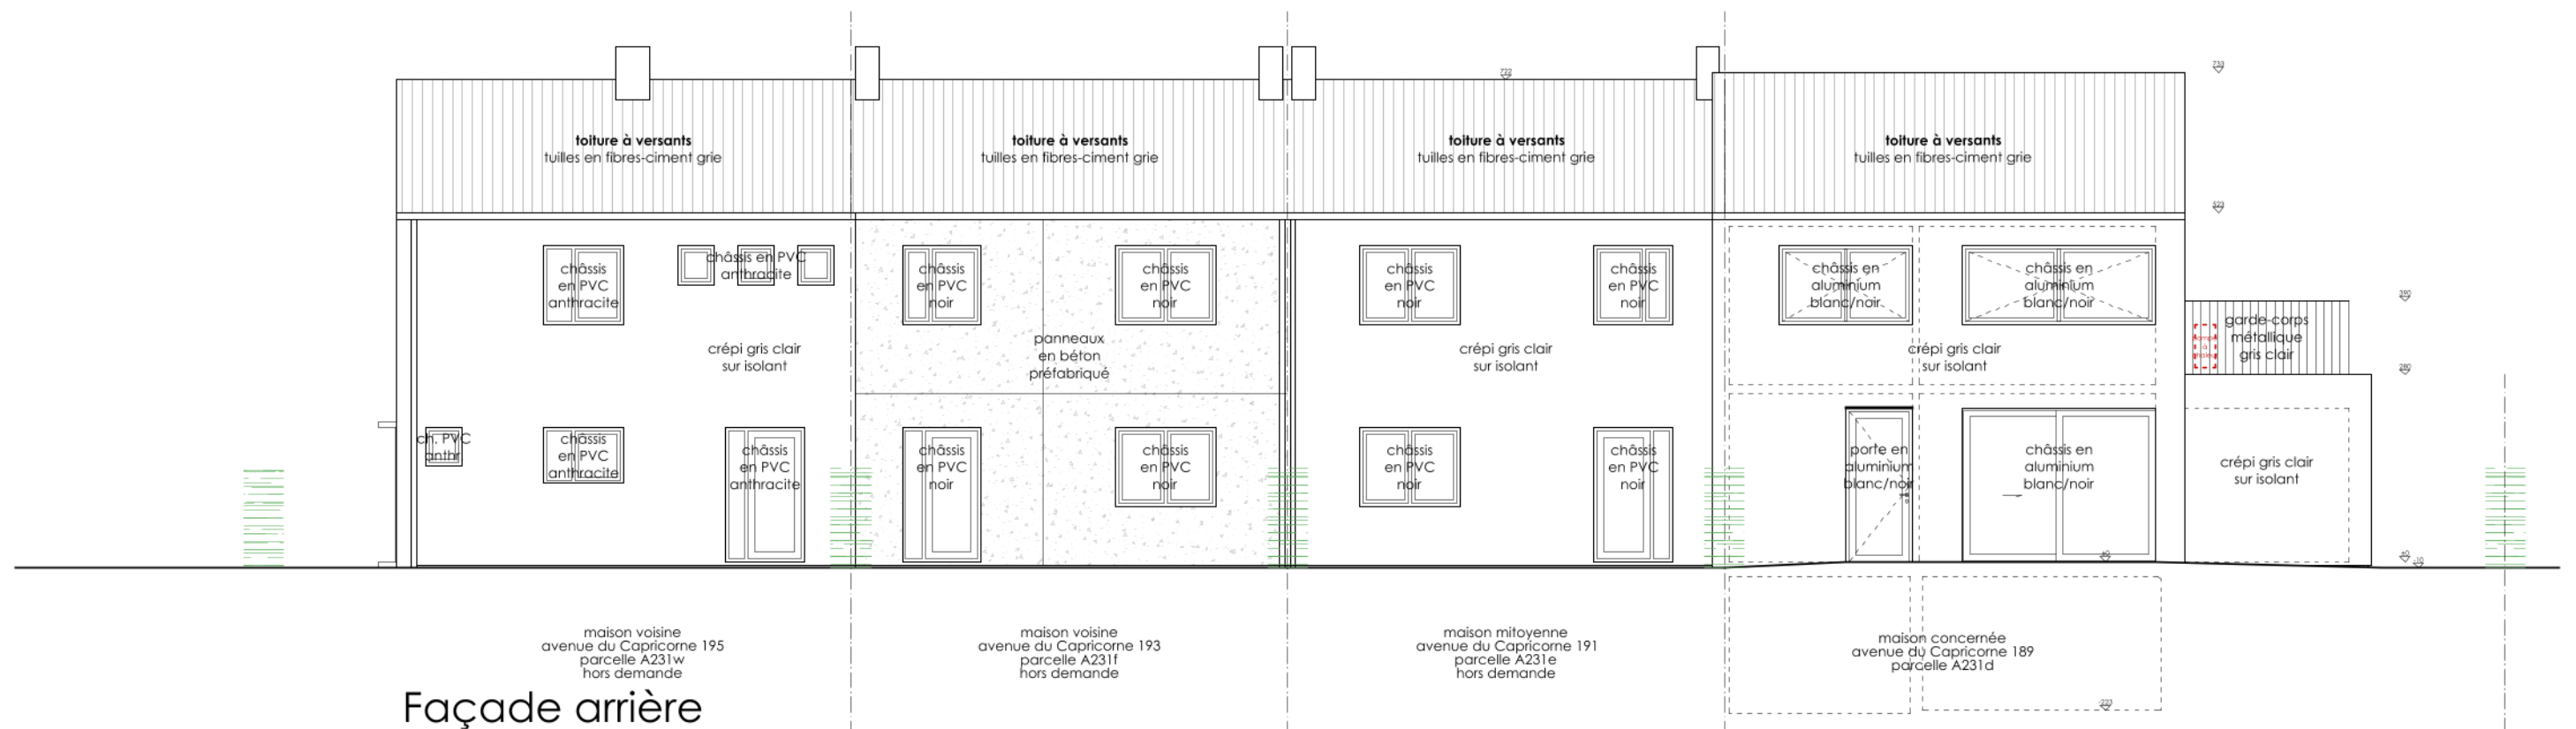 722
733
toiture à versants
tuilles en fibres-ciment grie
toiture à versants
tuilles en fibres-ciment grie
toiture à versants
tuilles en fibres-ciment grie
toiture à versants
tuilles en fibres-ciment grie
523
châssis
en PVC
anthracite
châssis en PVC
anthracite
châssis
en PVC
noir
châssis
en PVC
noir
châssis
en PVC
noir
châssis
en PVC
noir
châssis en
aluminium
blanc/noir
châssis en
aluminium
blanc/noir
390
garde-corps
métallique
gris clair
crépi gris clair
sur isolant
panneaux
en béton
préfabriqué
crépi gris clair
sur isolant
crépi gris clair
sur isolant
280
ch. PVC
anthr
châssis
en PVC
anthracite
châssis
en PVC
anthracite
châssis
en PVC
noir
châssis
en PVC
noir
châssis
en PVC
noir
châssis
en PVC
noir
porte en
aluminium
blanc/noir
châssis en
aluminium
blanc/noir
crépi gris clair
sur isolant
maison voisine
avenue du Capricorne 195
parcelle A231w
hors demande
maison voisine
avenue du Capricorne 193
parcelle A231f
hors demande
maison mitoyenne
avenue du Capricorne 191
parcelle A231e
hors demande
maison concernée
avenue du Capricorne 189
parcelle A231d
Façade arrière